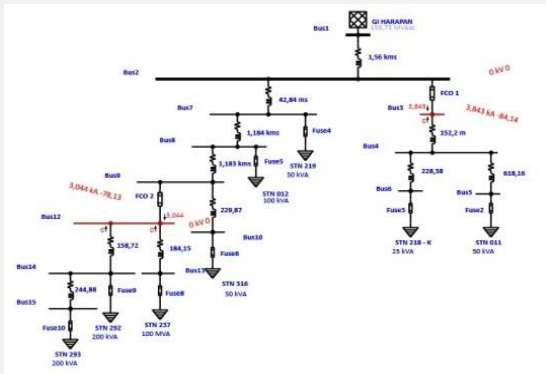 GI HARAPAN
Bus1
1,56 kms
0 kV 0
Bus2
42,84 ms
FCO 1
Bus7
3,843
Bus3
3,843 kA -84,14
1,184 kms
Fuse4
152,2 m
Bus8
Bus4
STN 219
50 kVA
1,183 kms
Fuse5
228,58
618,16
Bus9
STN 012
100 kVA
Bus6
Bus5
3,044 kA -78,13
FCO 2
229,87
Fuse5
Fuse2
Bus12
3,044
0 kV 0
STN 218 - K
25 kVA
STN 011
50 kVA
Bus10
158,72
184,15
Fuse6
Bus14
STN 316
50 kVA
244,88
Fuse9
Fuse8
Bus15
STN 292
200 kVA
STN 237
100 MVA
Fuse10
STN 293
200 kVA